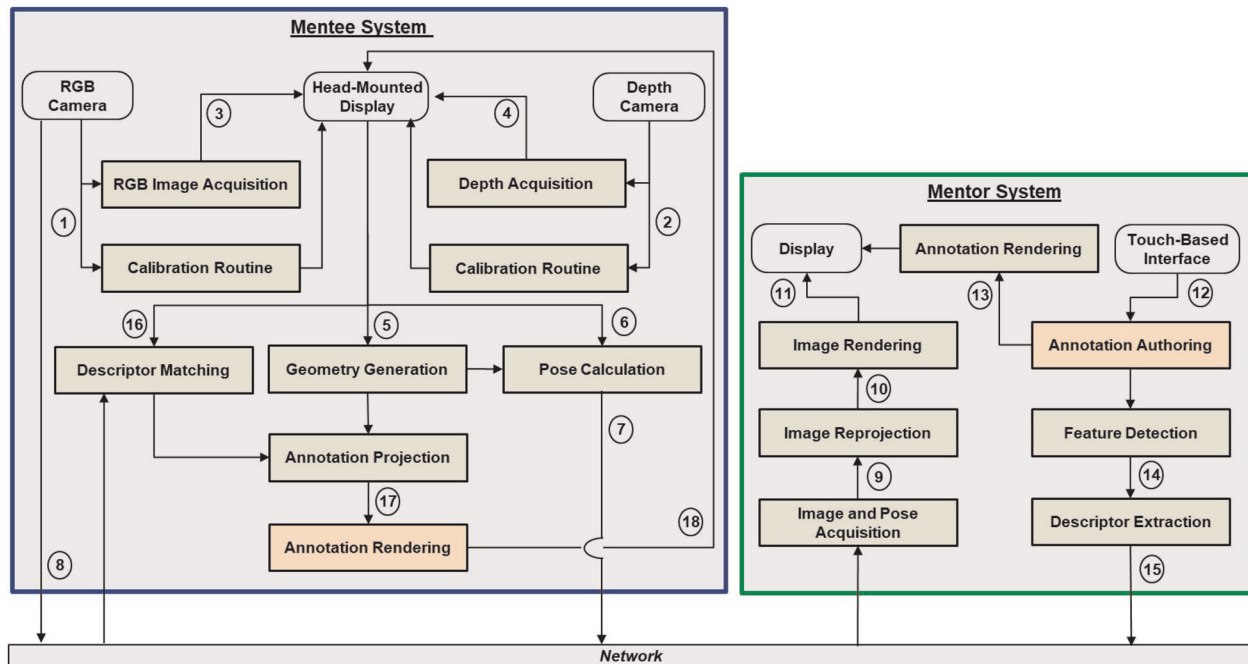 Mentee System
RGB
Camera
Head-Mounted
Display
Depth
Camera
3
4
RGB Image Acquisition
Depth Acquisition
1
2
Calibration Routine
Calibration Routine
16
5
6
Descriptor Matching
Geometry Generation
Pose Calculation
7
Annotation Projection
17
18
Annotation Rendering
8
Mentor System
Display
Annotation Rendering
Touch-Based
Interface
11
13
12
Image Rendering
Annotation Authoring
10
Image Reprojection
Feature Detection
9
14
Image and Pose
Acquisition
Descriptor Extraction
15
Network